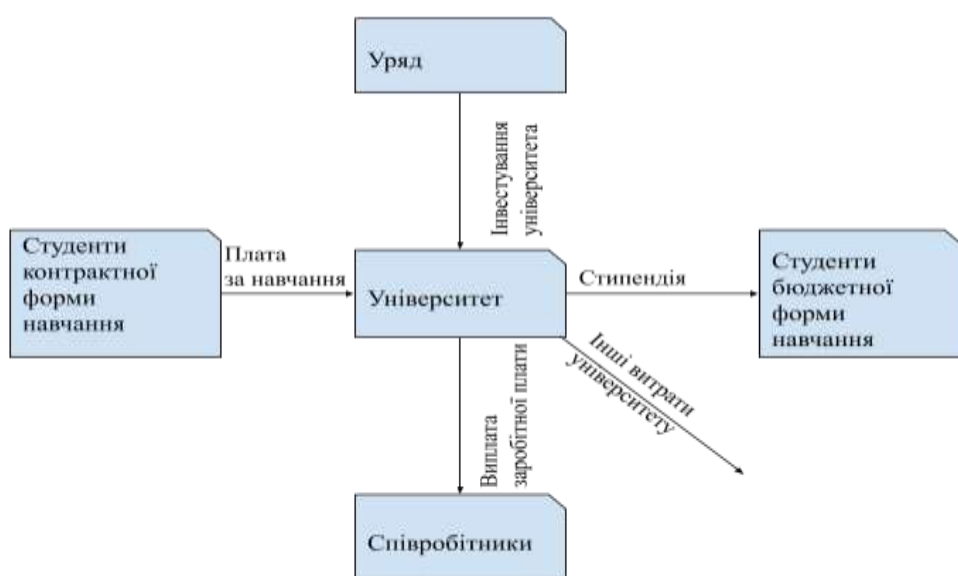 Уряд
Інвестування
університета
Студенти
контрактної
форми
навчання
Плата
за навчання
Університет
Стипендія
Студенти
бюджетної
форми
навчання
Інші витрати
університету
Виплата
заробітної плати
Співробітники